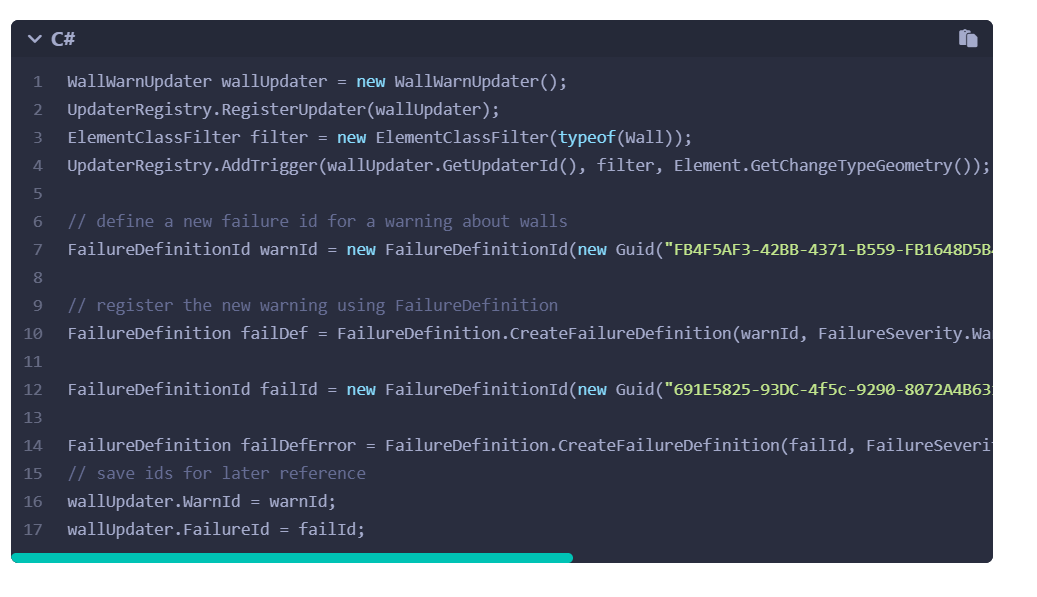 C#
1 WallWarnUpdater wallUpdater = new WallWarnUpdater();
2 UpdaterRegistry.RegisterUpdater(wallUpdater);
3 ElementClassFilter filter = new ElementClassFilter(typeof(Wall));
4 UpdaterRegistry.AddTrigger(wallUpdater.GetUpdaterId(), filter, Element.GetChangeTypeGeometry());
5
6 // define a new failure id for a warning about walls
7 FailureDefinitionId warnId = new FailureDefinitionId(new Guid("FB4F5AF3-42BB-4371-B559-FB1648D5B
8
9 // register the new warning using FailureDefinition
10 FailureDefinition failDef = FailureDefinition.CreateFailureDefinition(warnId, FailureSeverity.Wa
11
12 FailureDefinitionId failId = new FailureDefinitionId(new Guid("691E5825-93DC-4f5c-9290-8072A4B63
13
14 FailureDefinition failDefError = FailureDefinition.CreateFailureDefinition(failId, FailureSeveri
15 // save ids for later reference
16 wallUpdater.WarnId = warnId;
17 wallUpdater.FailureId = failId;